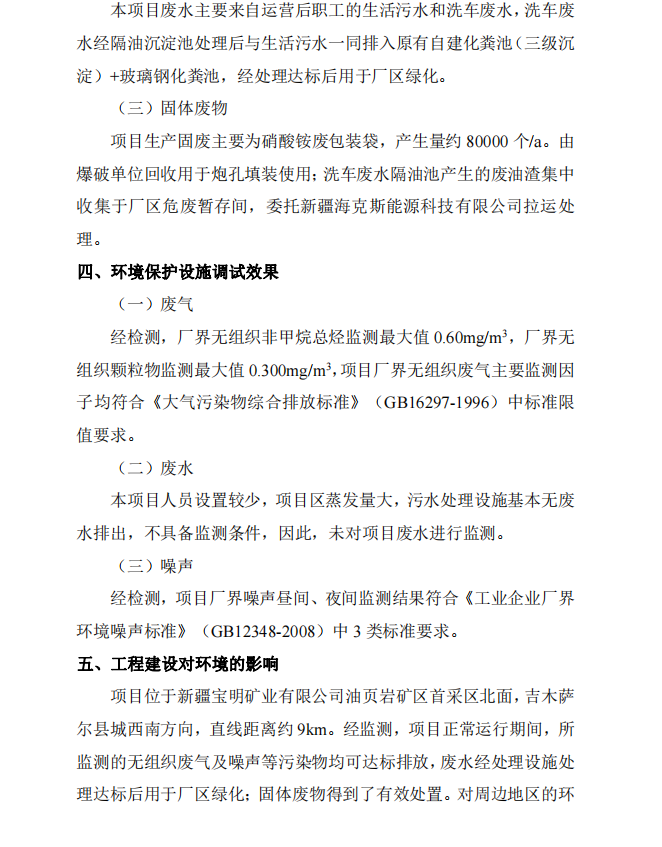 本项目废水主要来自运营后职工的生活污水和洗车废水，洗车废
水经隔油沉淀池处理后与生活污水一同排入原有自建化粪池（三级沉
淀）+玻璃钢化粪池，经处理达标后用于厂区绿化。
（三）固体废物
项目生产固废主要为硝酸铵废包装袋，产生量约 80000 个/a。由
爆破单位回收用于炮孔填装使用；洗车废水隔油池产生的废油渣集中
收集于厂区危废暂存间，委托新疆海克斯能源科技有限公司拉运处
理。
四、环境保护设施调试效果
（一）废气
经检测，厂界无组织非甲烷总烃监测最大值 0.60mg/m³，厂界无
组织颗粒物监测最大值 0.300mg/m³，项目厂界无组织废气主要监测因
子均符合《大气污染物综合排放标准》（GB16297-1996）中标准限
值要求。
（二）废水
本项目人员设置较少，项目区蒸发量大，污水处理设施基本无废
水排出，不具备监测条件，因此，未对项目废水进行监测。
（三）噪声
经检测，项目厂界噪声昼间、夜间监测结果符合《工业企业厂界
环境噪声标准》（GB12348-2008）中 3 类标准要求。
五、工程建设对环境的影响
项目位于新疆宝明矿业有限公司油页岩矿区首采区北面，吉木萨
尔县城西南方向，直线距离约 9km。经监测，项目正常运行期间，所
监测的无组织废气及噪声等污染物均可达标排放，废水经处理设施处
理达标后用于厂区绿化；固体废物得到了有效处置。对周边地区的环